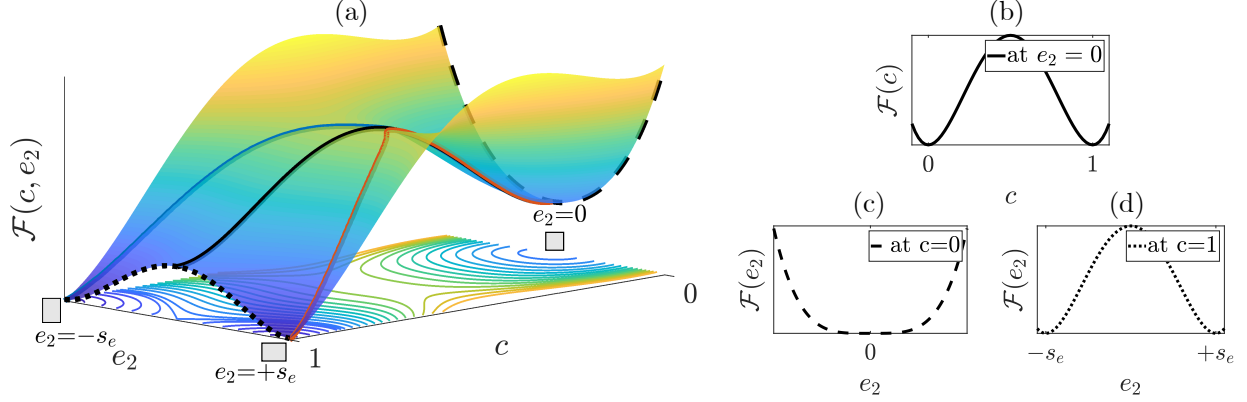 (a)
𝓕(c, e₂)
e₂=0
0
e₂=−sₑ
e₂
e₂=+sₑ
1
c
(b)
at e₂ = 0
𝓕(c)
0
1
c
(c)
at c=0
𝓕(e₂)
0
e₂
(d)
at c=1
𝓕(e₂)
−sₑ
+sₑ
e₂